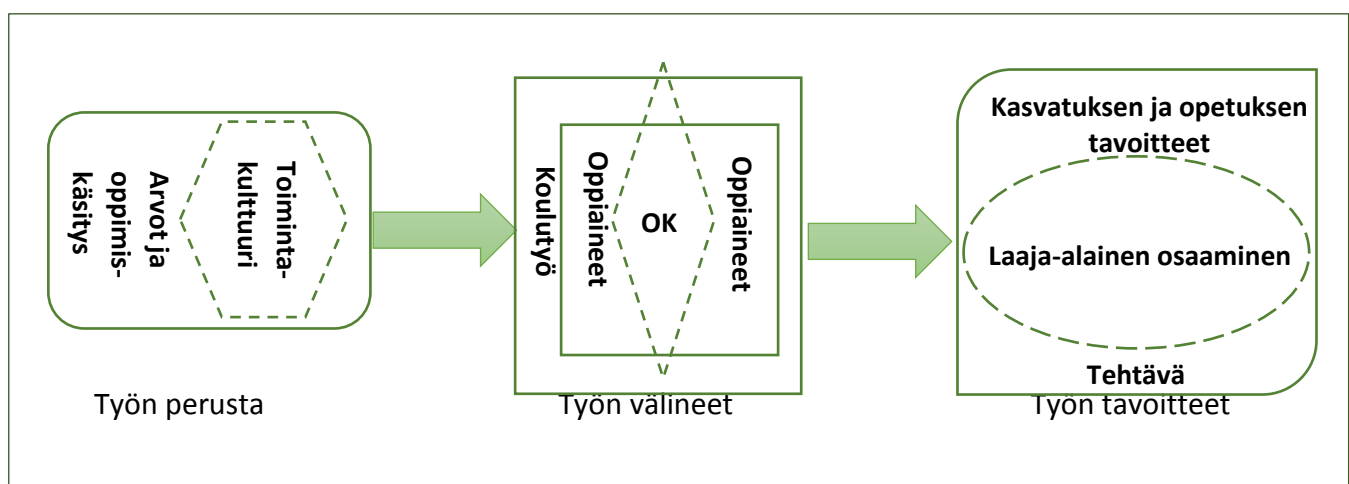 Arvot ja
oppimis-
käsitys
Toiminta-
kulttuuri
Työn perusta
Koulutyö
Oppiaineet
OK
Oppiaineet
Työn välineet
Kasvatuksen ja opetuksen
tavoitteet
Laaja-alainen osaaminen
Tehtävä
Työn tavoitteet